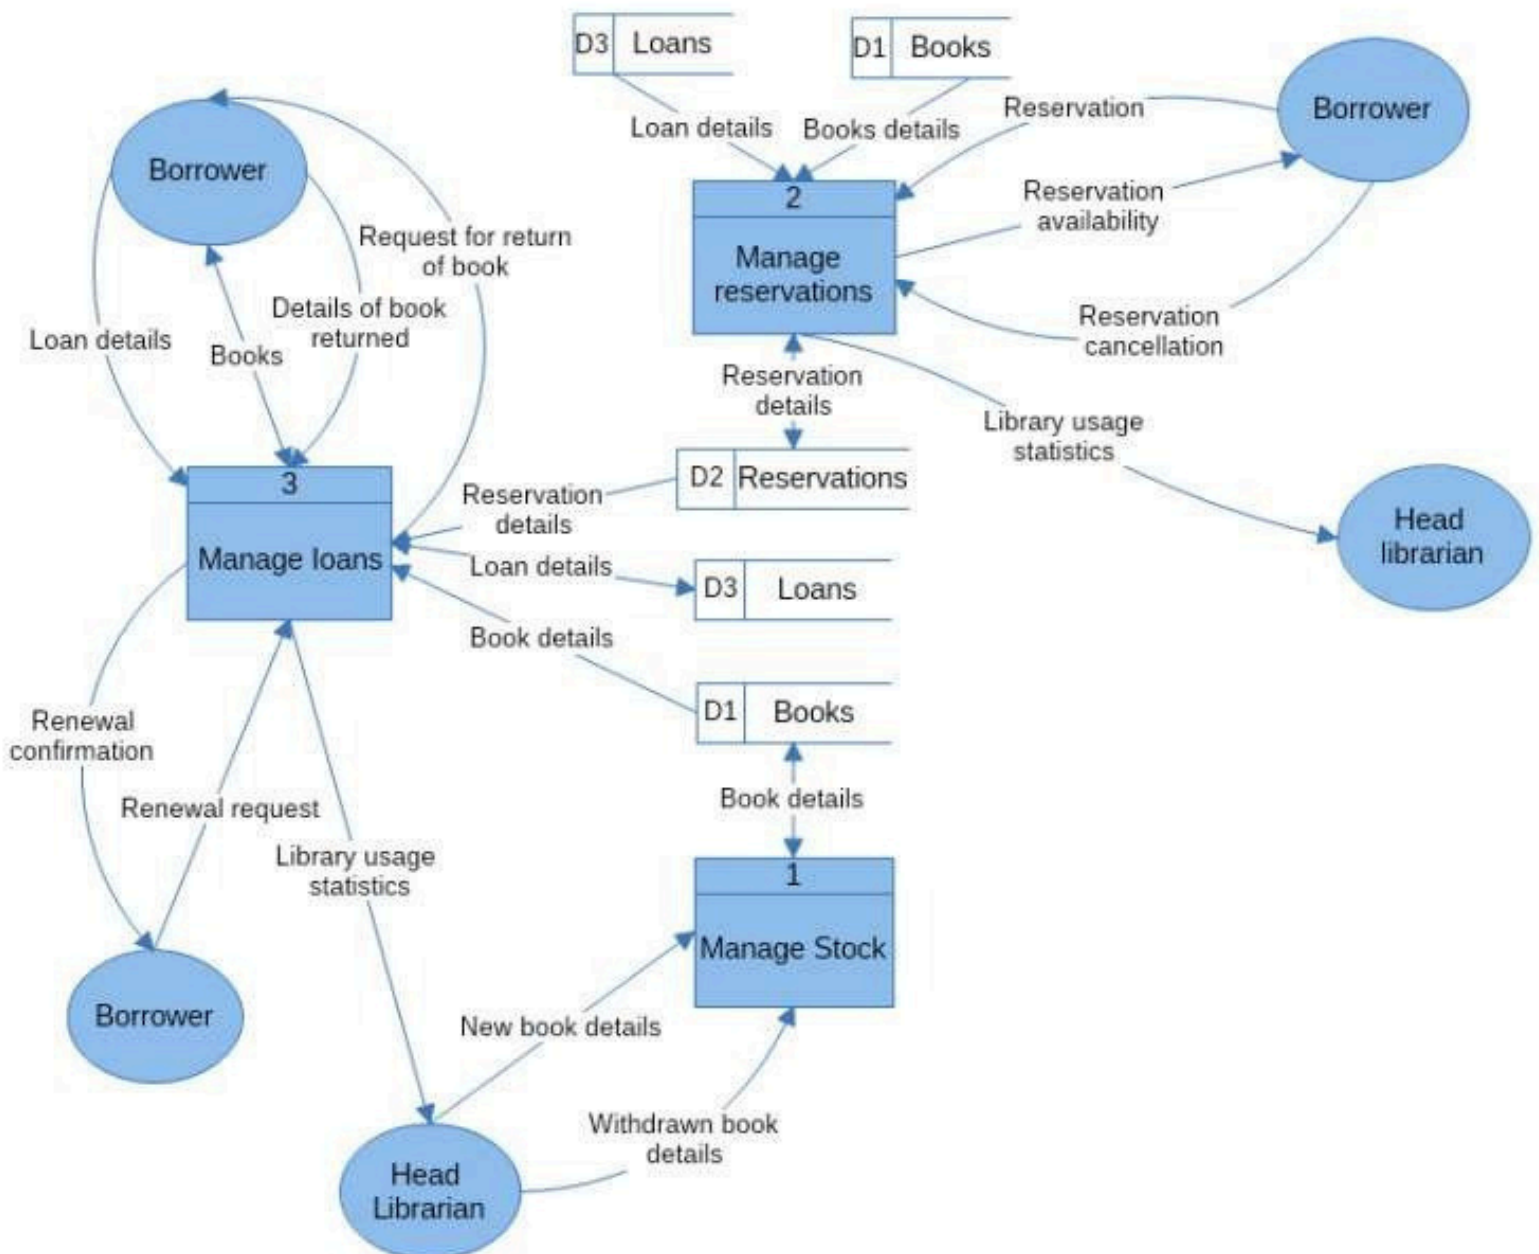 D3
Loans
D1
Books
Loan details
Books details
Reservation
Borrower
Borrower
2
Manage
reservations
Reservation
availability
Request for return
of book
Details of book
returned
Loan details
Books
Reservation
cancellation
Reservation
details
Library usage
statistics
D2
Reservations
3
Manage loans
Reservation
details
Head
librarian
Loan details
D3
Loans
Book details
D1
Books
Renewal
confirmation
Renewal request
Book details
Library usage
statistics
1
Manage Stock
Borrower
New book details
Withdrawn book
details
Head
Librarian